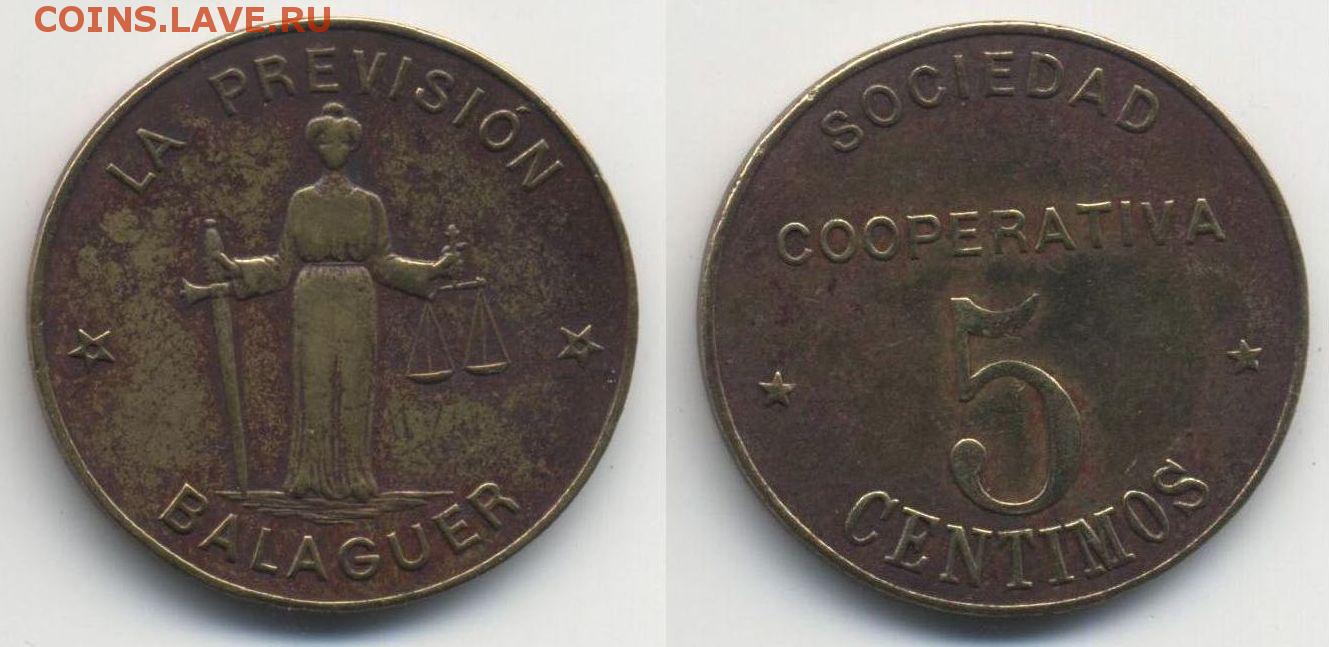 COINS.LAVE.RU
LA PREVISIÓN
BALAGUER
SOCIEDAD
COOPERATIVA
5
CENTIMOS